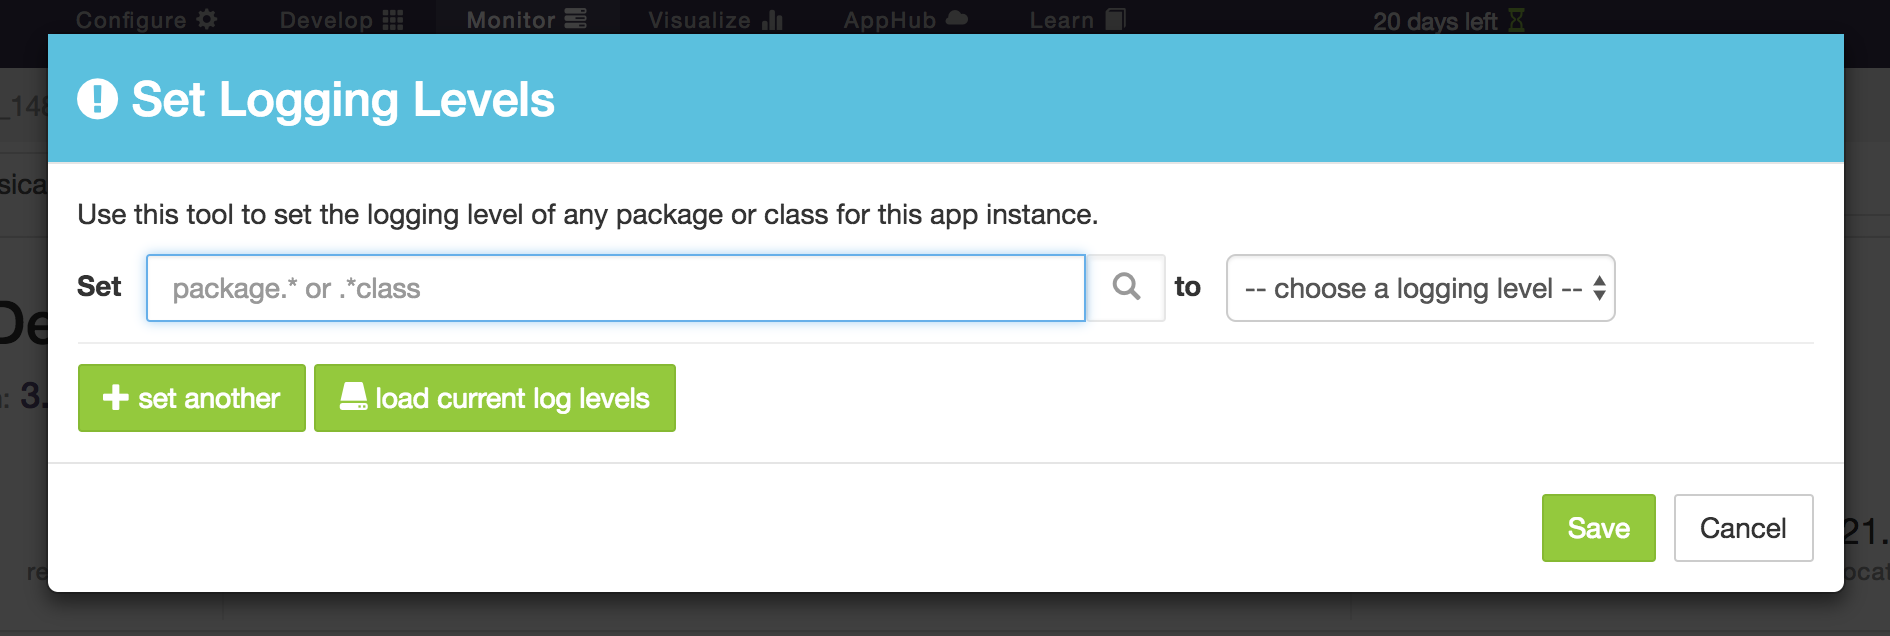 Configure Develop Monitor Visualize AppHub Learn 20 days left
_148
Set Logging Levels
sica
Use this tool to set the logging level of any package or class for this app instance.
Set package.* or .*class to -- choose a logging level --
De
: 3.
set another load current log levels
Save Cancel
21.
re ocat